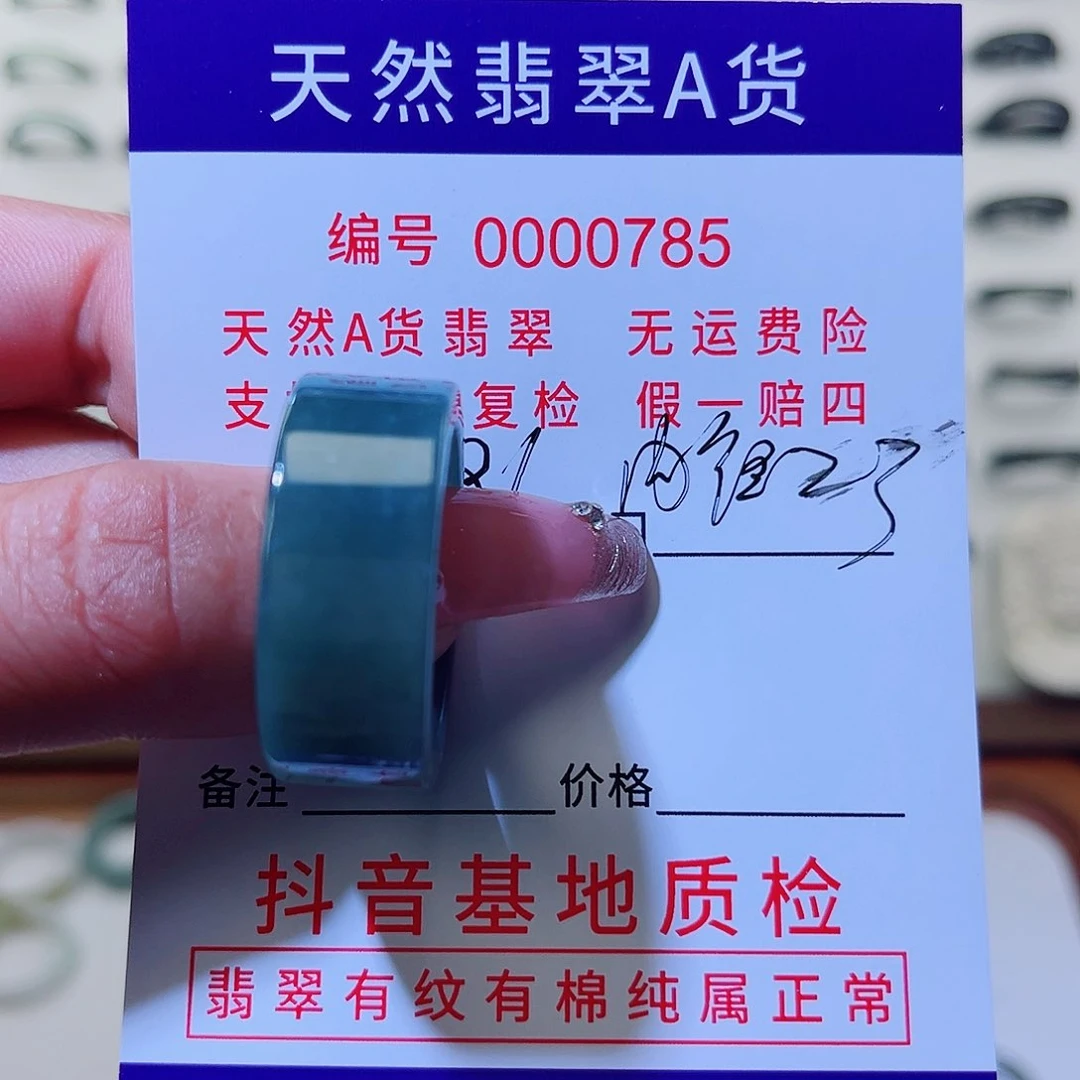 天然翡翠A货
编号 0000785
天然A货翡翠 无运费险
支 复检 假一赔四
内径
备注 价格
抖音基地质检
翡翠有纹有棉纯属正常